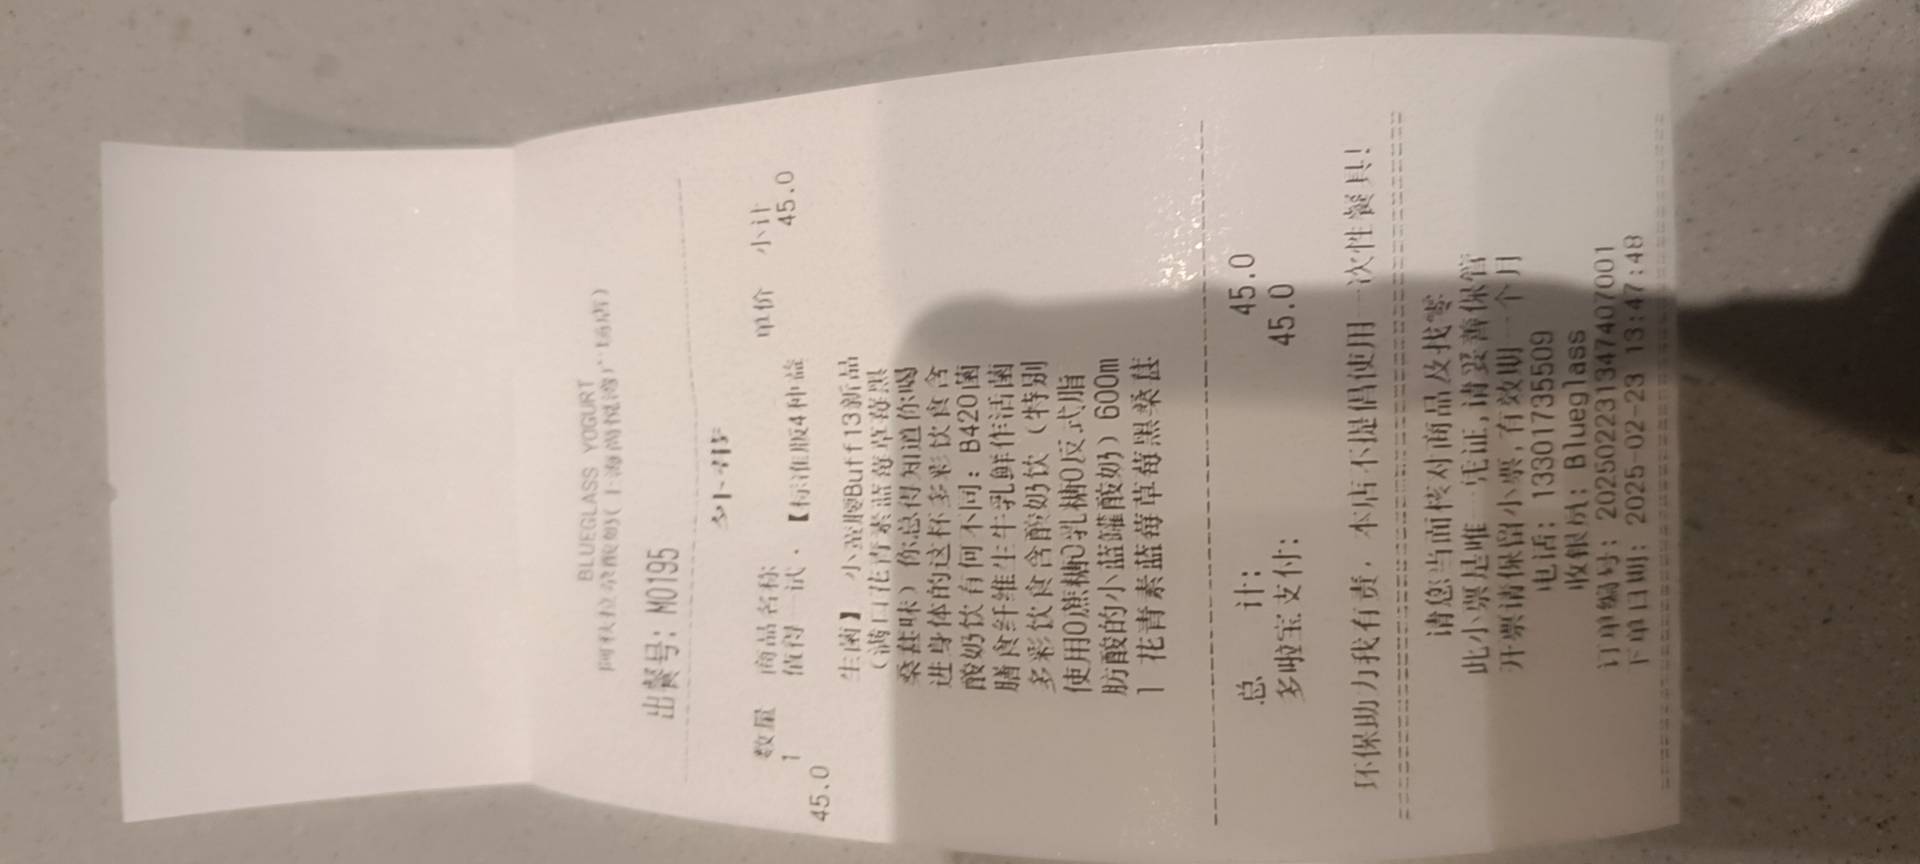 BLUEGLASS YOGURT
阿秋拉尕酸奶(上海尚悦湾广场店)
出餐号: M0195
少卜报
数量 商品名称 单价 小计
1 值得一试·【标准版4种益 45.0
45.0
生菌】 小蓝腰Buff13新品
(满口花青素蓝莓草莓黑
桑葚味) 你总得知道你喝
进身体的这杯多彩饮食含
酸奶饮有何不同: B420菌
膳食纤维生牛乳鲜作活菌
多彩饮食含酸奶饮 (特别
使用0蔗糖0乳糖0反式脂
肪酸的小蓝罐酸奶) 600m
l 花青素蓝莓草莓黑桑葚
总 计: 45.0
多啦宝支付: 45.0
环保助力我有责, 本店不提倡使用一次性餐具!
请您当面核对商品及找零
此小票是唯一凭证,请妥善保管
开票请保留小票,有效期一个月
电话: 13301735509
收银员: Blueglass
订单编号: 202502231347407001
下单日期: 2025-02-23 13:47:48